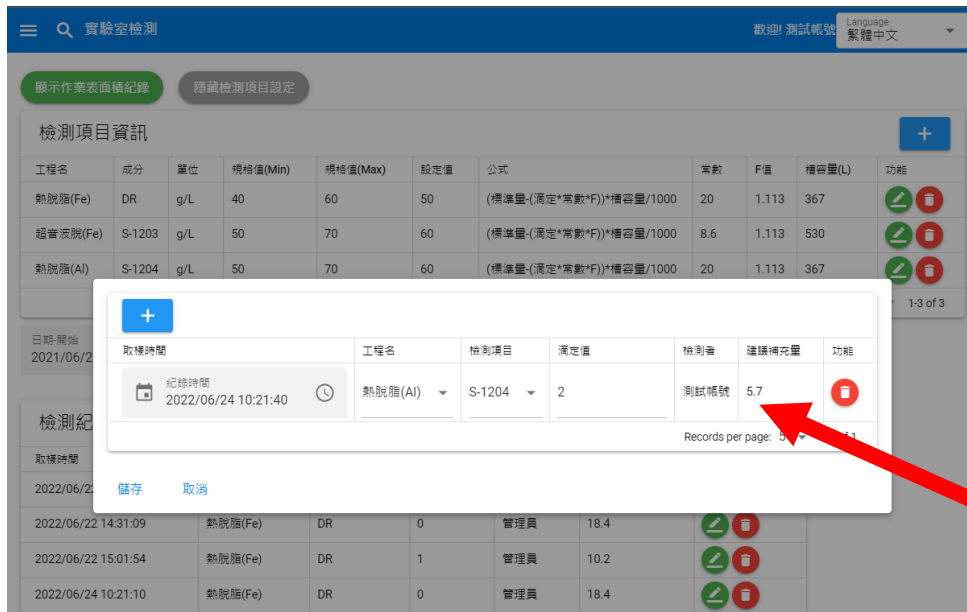 實驗室檢測
歡迎! 測試帳號
Language
繁體中文
顯示作業表面積紀錄
隱藏檢測項目設定
檢測項目資訊
+
工程名 成分 單位 規格值(Min) 規格值(Max) 設定值 公式 常數 F值 槽容量(L) 功能
熱脫脂(Fe) DR g/L 40 60 50 (標準量-(滴定*常數*F))*槽容量/1000 20 1.113 367
超音波脫(Fe) S-1203 g/L 50 70 60 (標準量-(滴定*常數*F))*槽容量/1000 8.6 1.113 530
熱脫脂(Al) S-1204 g/L 50 70 60 (標準量-(滴定*常數*F))*槽容量/1000 20 1.113 367
1-3 of 3
日期-開始
2021/06/2
+
取樣時間 工程名 檢測項目 滴定值 檢測者 建議補充量 功能
紀錄時間
2022/06/24 10:21:40 熱脫脂(Al) S-1204 2 測試帳號 5.7
Records per page: 5
儲存 取消
檢測紀
取樣時間
2022/06/2
2022/06/22 14:31:09 熱脫脂(Fe) DR 0 管理員 18.4
2022/06/22 15:01:54 熱脫脂(Fe) DR 1 管理員 10.2
2022/06/24 10:21:10 熱脫脂(Fe) DR 0 管理員 18.4